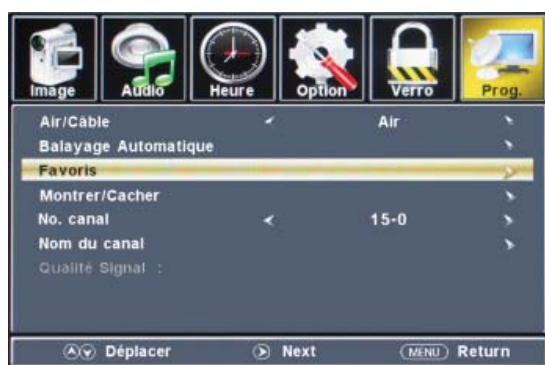 Image Audio Heure Option Verro Prog.
Air/Câble Air
Balayage Automatique
Favoris
Montrer/Cacher
No. canal 15-0
Nom du canal
Qualité Signal :
Déplacer Next MENU Return